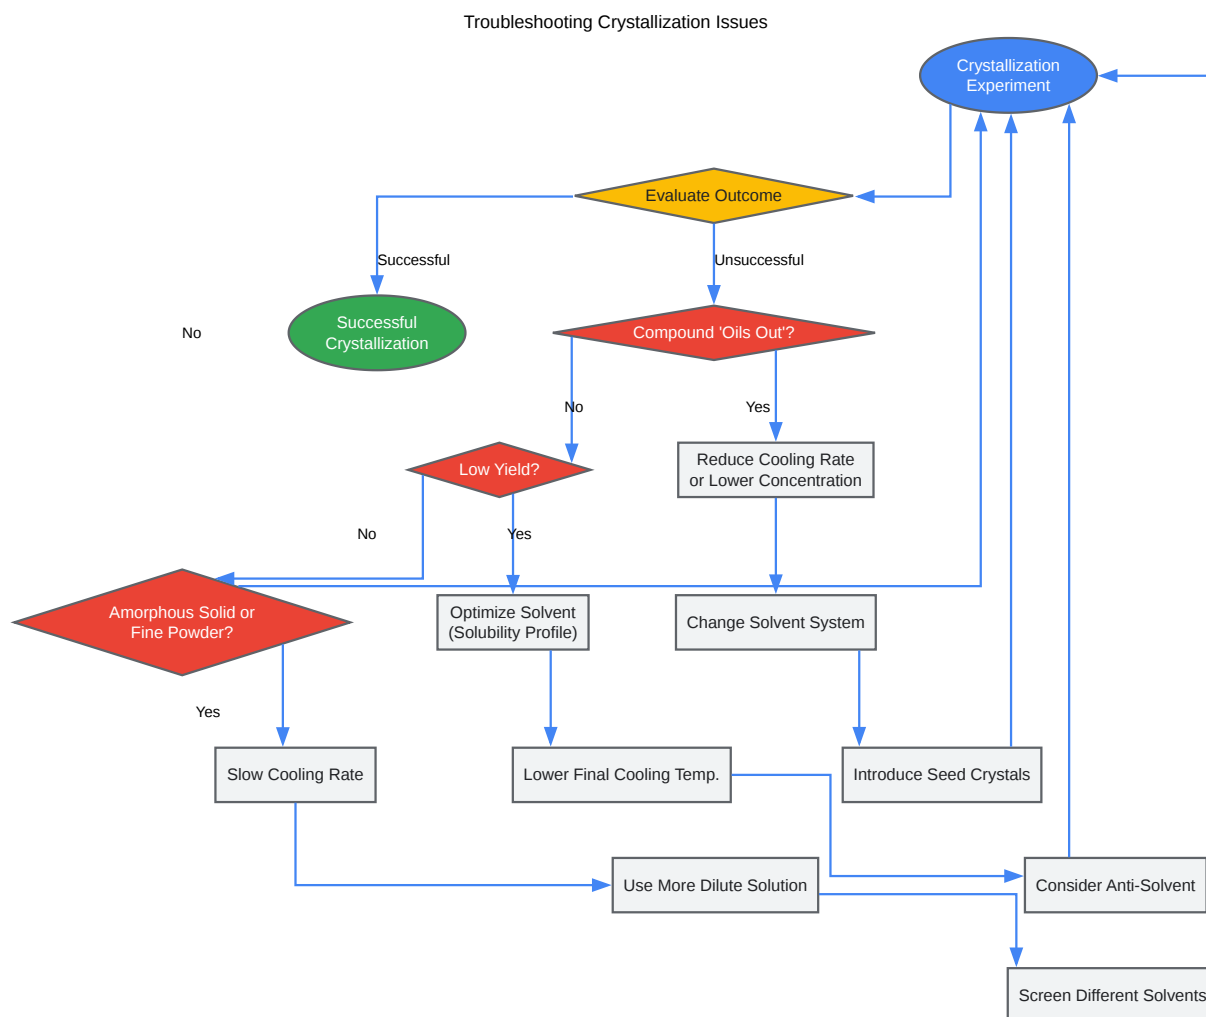 Troubleshooting Crystallization Issues
Crystallization
Experiment
Evaluate Outcome
Successful
Unsuccessful
Successful
Crystallization
No
Compound 'Oils Out'?
No
Yes
Low Yield?
Reduce Cooling Rate
or Lower Concentration
No
Yes
Amorphous Solid or
Fine Powder?
Optimize Solvent
(Solubility Profile)
Change Solvent System
Yes
Slow Cooling Rate
Lower Final Cooling Temp.
Introduce Seed Crystals
Use More Dilute Solution
Consider Anti-Solvent
Screen Different Solvents